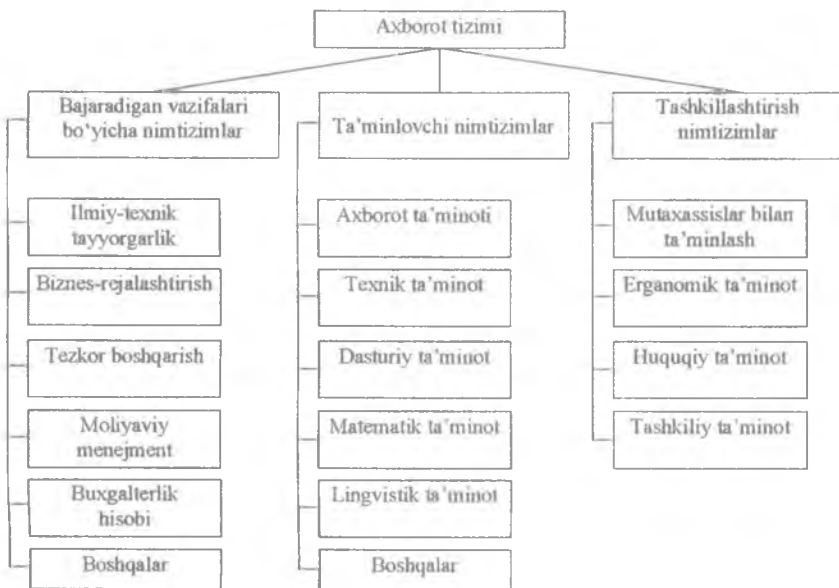 Axborot tizimi
Bajaradigan vazifalari
bo‘yicha nimtizimlar
Ilmiy-texnik
tayyorgarlik
Biznes-rejalashtirish
Tezkor boshqarish
Moliyaviy
menejment
Buxgalterlik
hisobi
Boshqalar
Ta’minlovchi nimtizimlar
Axborot ta’minoti
Texnik ta’minot
Dasturiy ta’minot
Matematik ta’minot
Lingvistik ta’minot
Boshqalar
Tashkillashtirish
nimtizimlar
Mutaxassislar bilan
ta’minlash
Erganomik ta’minot
Huquqiy ta’minot
Tashkiliy ta’minot